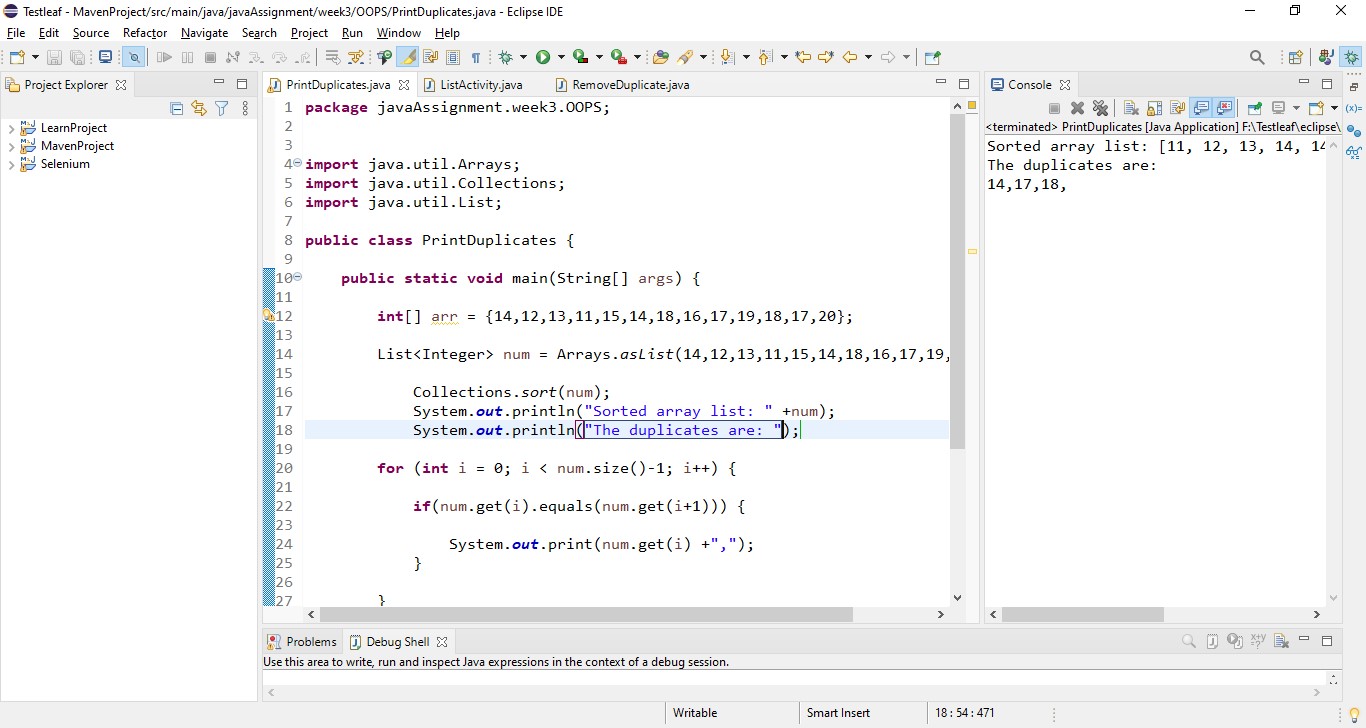 Testleaf - MavenProject/src/main/java/javaAssignment/week3/OOPS/PrintDuplicates.java - Eclipse IDE
File Edit Source Refactor Navigate Search Project Run Window Help
Project Explorer
LearnProject
MavenProject
Selenium
PrintDuplicates.java ListActivity.java RemoveDuplicate.java
1 package javaAssignment.week3.OOPS;
2
3
4 import java.util.Arrays;
5 import java.util.Collections;
6 import java.util.List;
7
8 public class PrintDuplicates {
9
10 public static void main(String[] args) {
11
12 int[] arr = {14,12,13,11,15,14,18,16,17,19,18,17,20};
13
14 List<Integer> num = Arrays.asList(14,12,13,11,15,14,18,16,17,19,
15
16 Collections.sort(num);
17 System.out.println("Sorted array list: " +num);
18 System.out.println("The duplicates are: ");
19
20 for (int i = 0; i < num.size()-1; i++) {
21
22 if(num.get(i).equals(num.get(i+1))) {
23
24 System.out.print(num.get(i) +",");
25 }
26
27 }
Console
<terminated> PrintDuplicates [Java Application] F:\Testleaf\eclipse\
Sorted array list: [11, 12, 13, 14, 14
The duplicates are:
14,17,18,
Problems Debug Shell
Use this area to write, run and inspect Java expressions in the context of a debug session.
Writable Smart Insert 18 : 54 : 471